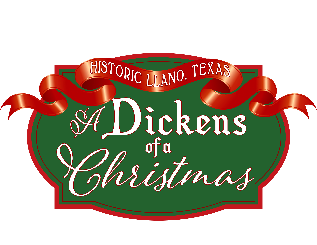 HISTORIC LLANO, TEXAS
A Dickens
of a
Christmas